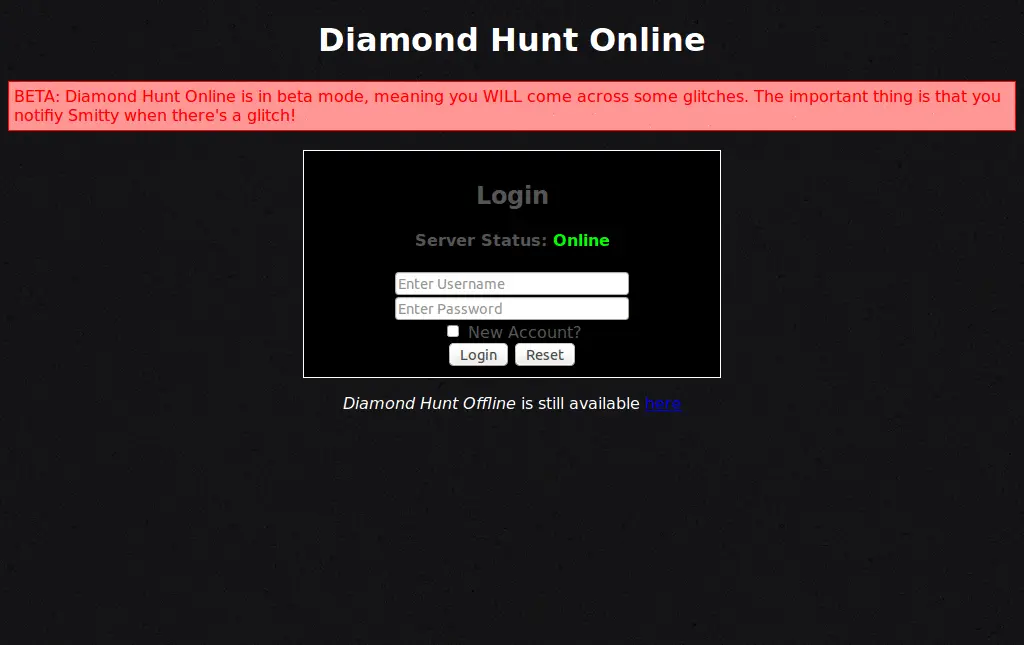 Diamond Hunt Online
BETA: Diamond Hunt Online is in beta mode, meaning you WILL come across some glitches. The important thing is that you
notifiy Smitty when there's a glitch!
Login
Server Status: Online
Enter Username
Enter Password
New Account?
Login Reset
Diamond Hunt Offline is still available here